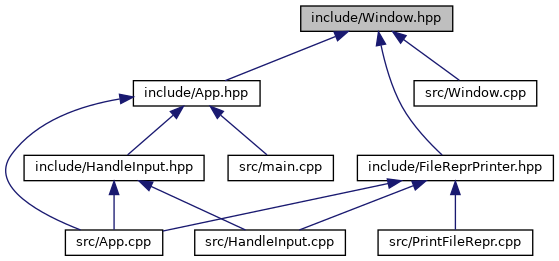 include/Window.hpp
include/App.hpp
src/Window.cpp
include/HandleInput.hpp
src/main.cpp
include/FileReprPrinter.hpp
src/App.cpp
src/HandleInput.cpp
src/PrintFileRepr.cpp